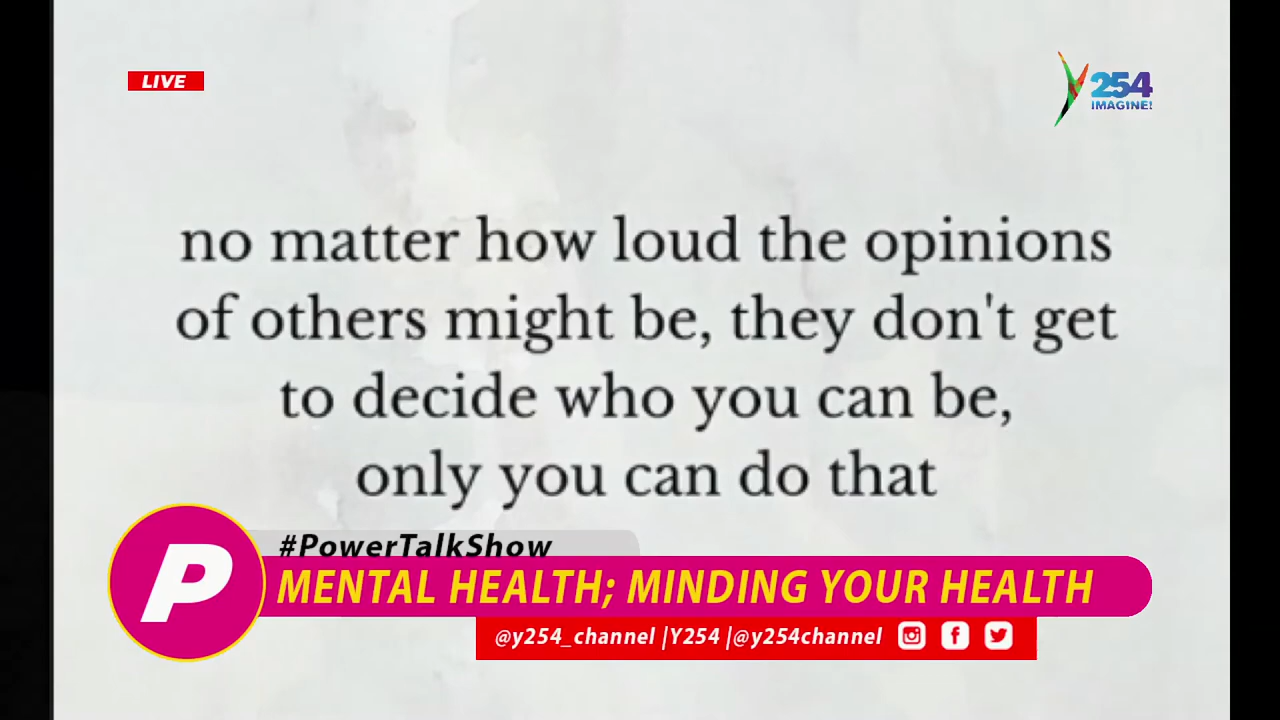 LIVE
254
IMAGINE!
no matter how loud the opinions
of others might be, they don't get
to decide who you can be,
only you can do that
#PowerTalkShow
P
MENTAL HEALTH; MINDING YOUR HEALTH
@y254_channel |Y254 |@y254channel